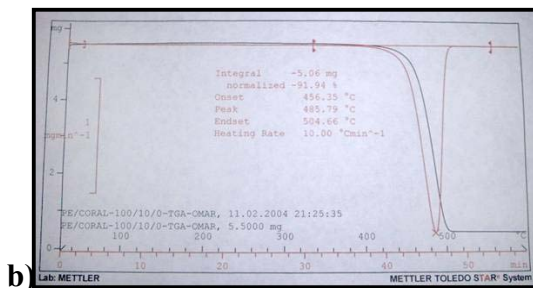 mg
Integral -5.06 mg
normalized -91.94 %
Onset 456.35 °C
Peak 485.79 °C
Endset 504.66 °C
Heating Rate 10.00 °Cmin^-1
4
1
mgmin^-1
2
PE/CORAL-100/10/0-TGA-OMAR, 11.02.2004 21:25:35
PE/CORAL-100/10/0-TGA-OMAR, 5.5000 mg
100 200 300 400 500 °C
0
0 10 20 30 40 50 min
b) Lab: METTLER METTLER TOLEDO STAR® System